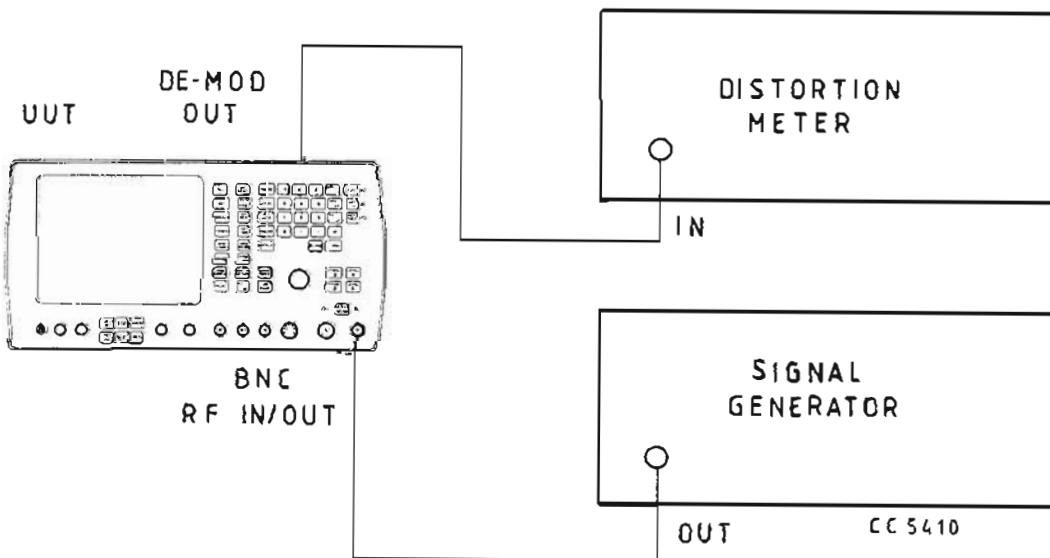 UUT
DE-MOD
OUT
DISTORTION
METER
IN
BNC
RF IN/OUT
SIGNAL
GENERATOR
OUT
CC 5410